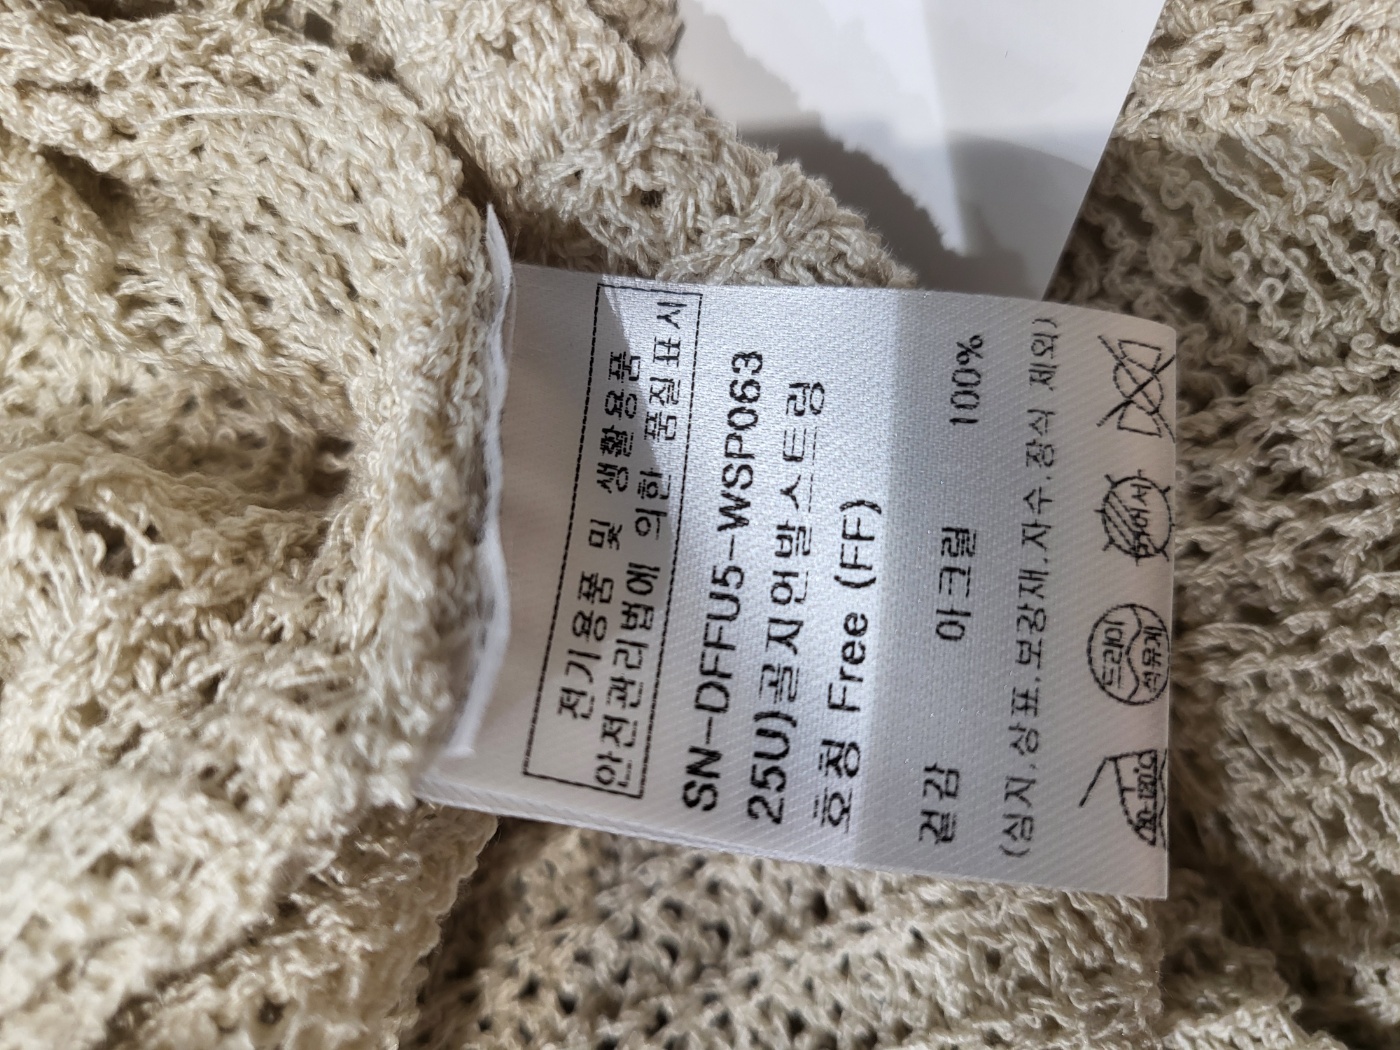 전기용품 및 생활용품
안전관리법에 의한 품질표시
SN-DFFU5-WSP063
25U)골지언발스트링
호칭 Free (FF)
겉감 아크릴 100%
(심지,상표,보강재,자수,장식 제외)
드라이
석유계